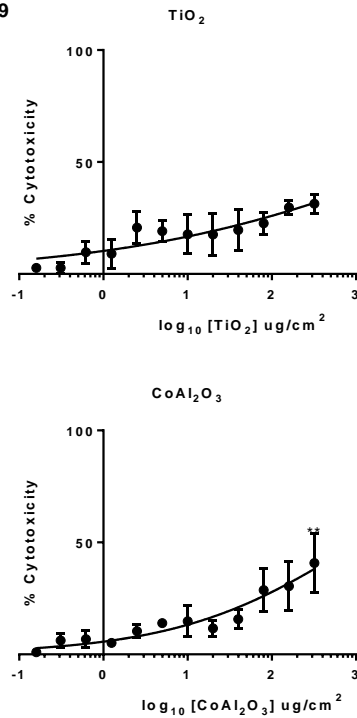 9
TiO2
100
50
% Cytotoxicity
-1 0 1 2 3
log10 [TiO2] ug/cm2
CoAl2O3
100
50
% Cytotoxicity
**
-1 0 1 2 3
log10 [CoAl2O3] ug/cm2